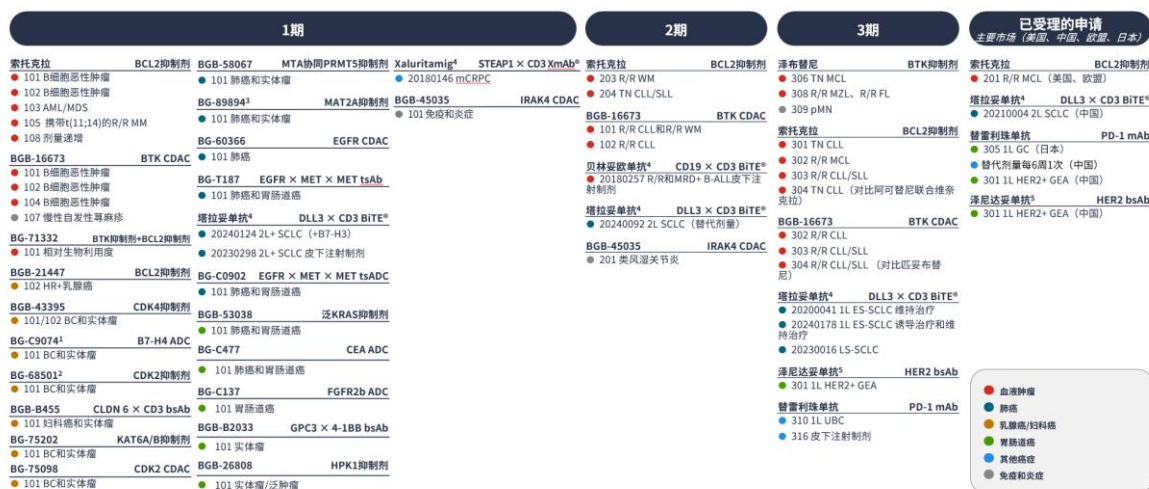 1期
索托克拉 BCL2抑制剂
101 B细胞恶性肿瘤
102 B细胞恶性肿瘤
103 AML/MDS
105 携带t(11;14)的R/R MM
108 剂量递增
BGB-16673 BTK CDAC
101 B细胞恶性肿瘤
102 B细胞恶性肿瘤
104 B细胞恶性肿瘤
107 慢性自发性荨麻疹
BG-71332 BTK抑制剂+BCL2抑制剂
101 相对生物利用度
BGB-21447 BCL2抑制剂
102 HR+乳腺癌
BGB-43395 CDK4抑制剂
101/102 BC和实体瘤
BG-C9074¹ B7-H4 ADC
101 BC和实体瘤
BG-68501² CDK2抑制剂
101 BC和实体瘤
BGB-B455 CLDN 6 × CD3 bsAb
101 妇科癌和实体瘤
BG-75202 KAT6A/B抑制剂
101 BC和实体瘤
BG-75098 CDK2 CDAC
101 BC和实体瘤
BGB-58067 MTA协同PRMT5抑制剂
101 肺癌和实体瘤
BG-89894³ MAT2A抑制剂
101 肺癌和实体瘤
BG-60366 EGFR CDAC
101 肺癌
BG-T187 EGFR × MET × MET tsAb
101 肺癌和胃肠道癌
塔拉妥单抗⁴ DLL3 × CD3 BiTE®
20240124 2L+ SCLC（+B7-H3）
20230298 2L+ SCLC 皮下注射制剂
BG-C0902 EGFR × MET × MET tsADC
101 肺癌和胃肠道癌
BGB-53038 泛KRAS抑制剂
101 肺癌和胃肠道癌
BG-C477 CEA ADC
101 肺癌和胃肠道癌
BG-C137 FGFR2b ADC
101 胃肠道癌
BGB-B2033 GPC3 × 4-1BB bsAb
101 实体瘤
BGB-26808 HPK1抑制剂
101 实体瘤/泛肿瘤
Xaluritamig⁴ STEAP1 × CD3 XmAb®
20180146 mCRPC
BGB-45035 IRAK4 CDAC
101 免疫和炎症
2期
索托克拉 BCL2抑制剂
203 R/R WM
204 TN CLL/SLL
BGB-16673 BTK CDAC
101 R/R CLL和R/R WM
102 R/R CLL
贝林妥欧单抗⁴ CD19 × CD3 BiTE®
20180257 R/R和MRD+ B-ALL皮下注
射制剂
塔拉妥单抗⁴ DLL3 × CD3 BiTE®
20240092 2L SCLC（替代剂量）
BGB-45035 IRAK4 CDAC
201 类风湿关节炎
3期
泽布替尼 BTK抑制剂
306 TN MCL
308 R/R MZL、R/R FL
309 pMN
索托克拉 BCL2抑制剂
301 TN CLL
302 R/R MCL
303 R/R CLL/SLL
304 TN CLL（对比阿可替尼联合维奈
克拉）
BGB-16673 BTK CDAC
302 R/R CLL
303 R/R CLL/SLL
304 R/R CLL/SLL （对比匹妥布替
尼）
塔拉妥单抗⁴ DLL3 × CD3 BiTE®
20200041 1L ES-SCLC 维持治疗
20240178 1L ES-SCLC 诱导治疗和维
持治疗
20230016 LS-SCLC
泽尼达妥单抗⁵ HER2 bsAb
301 1L HER2+ GEA
替雷利珠单抗 PD-1 mAb
310 1L UBC
316 皮下注射制剂
已受理的申请
主要市场（美国、中国、欧盟、日本）
索托克拉 BCL2抑制剂
201 R/R MCL（美国、欧盟）
塔拉妥单抗⁴ DLL3 × CD3 BiTE®
20210004 2L SCLC（中国）
替雷利珠单抗 PD-1 mAb
305 1L GC（日本）
替代剂量每6周1次（中国）
301 1L HER2+ GEA（中国）
泽尼达妥单抗⁵ HER2 bsAb
301 1L HER2+ GEA（中国）
血液肿瘤
肺癌
乳腺癌/妇科癌
胃肠道癌
其他癌症
免疫和炎症